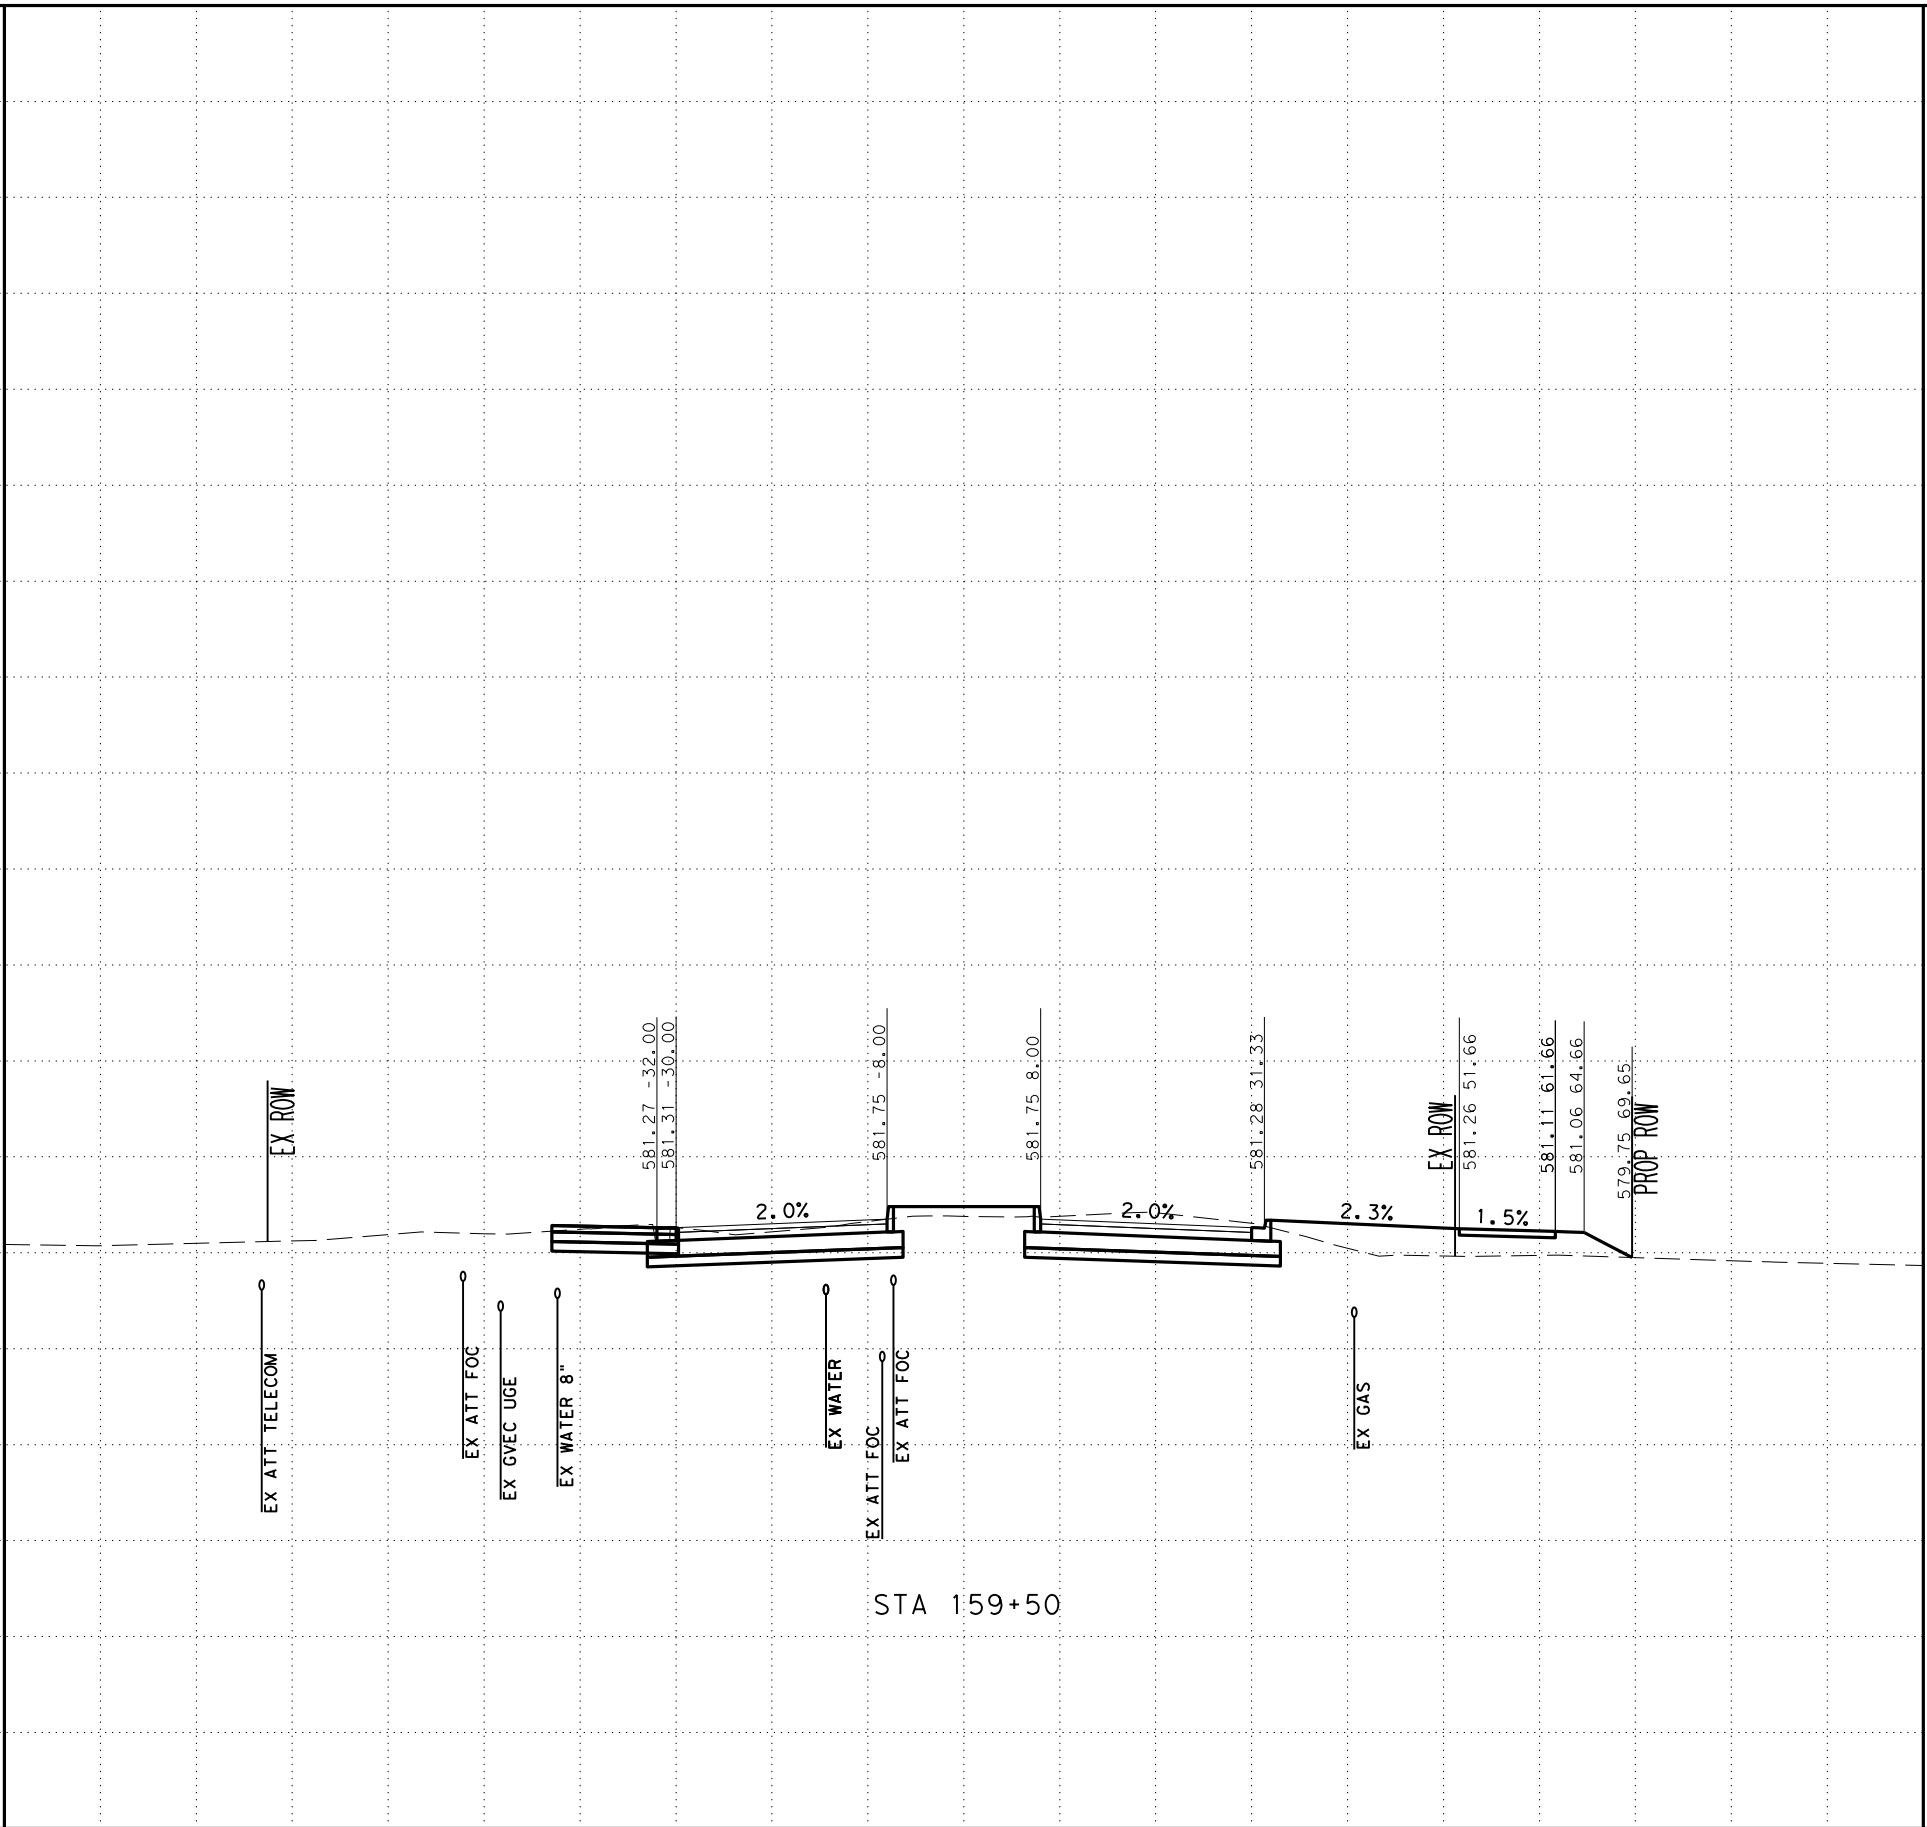 EX ROW
581.27 -32.00
581.31 -30.00
581.75 -8.00
581.75 8.00
581.28 31.33
EX ROW
581.26 51.66
581.11 61.66
581.06 64.66
579.75 69.65
PROP ROW
2.0%
2.0%
2.3%
1.5%
EX ATT TELECOM
EX ATT FOC
EX GVEC UGE
EX WATER 8"
EX WATER
EX ATT FOC
EX ATT FOC
EX GAS
STA 159+50